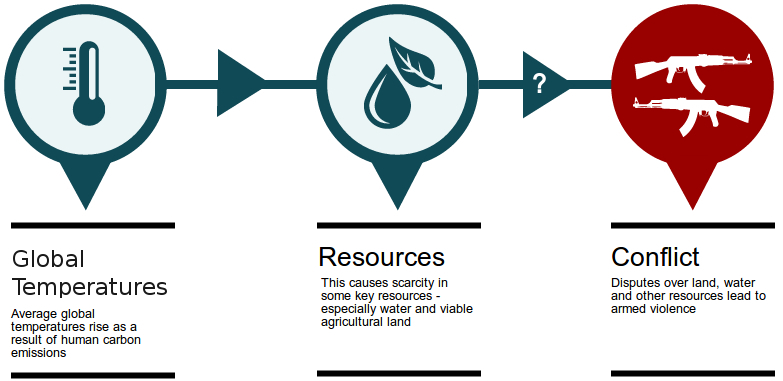 ?
Global
Temperatures
Average global
temperatures rise as a
result of human carbon
emissions
Resources
This causes scarcity in
some key resources -
especially water and viable
agricultural land
Conflict
Disputes over land, water
and other resources lead to
armed violence